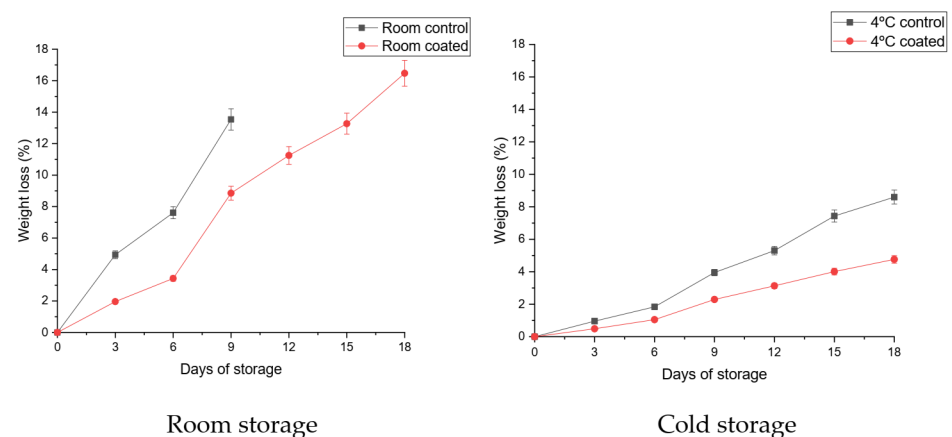 Room control
Room coated
18
16
14
12
10
8
6
4
2
0
Weight loss (%)
0 3 6 9 12 15 18
Days of storage
Room storage
4ºC control
4ºC coated
18
16
14
12
10
8
6
4
2
0
Weight loss (%)
0 3 6 9 12 15 18
Days of storage
Cold storage